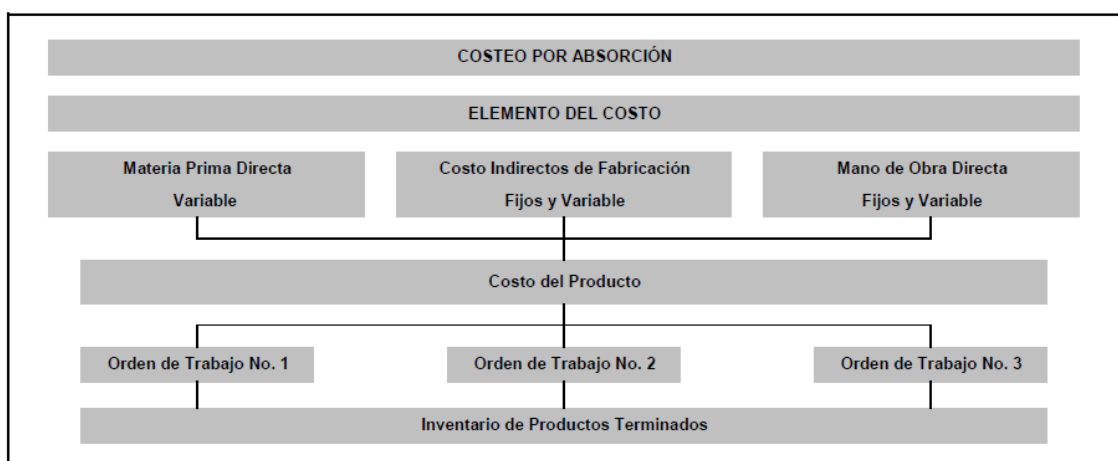 COSTEO POR ABSORCIÓN
ELEMENTO DEL COSTO
Materia Prima Directa
Variable
Costo Indirectos de Fabricación
Fijos y Variable
Mano de Obra Directa
Fijos y Variable
Costo del Producto
Orden de Trabajo No. 1
Orden de Trabajo No. 2
Orden de Trabajo No. 3
Inventario de Productos Terminados